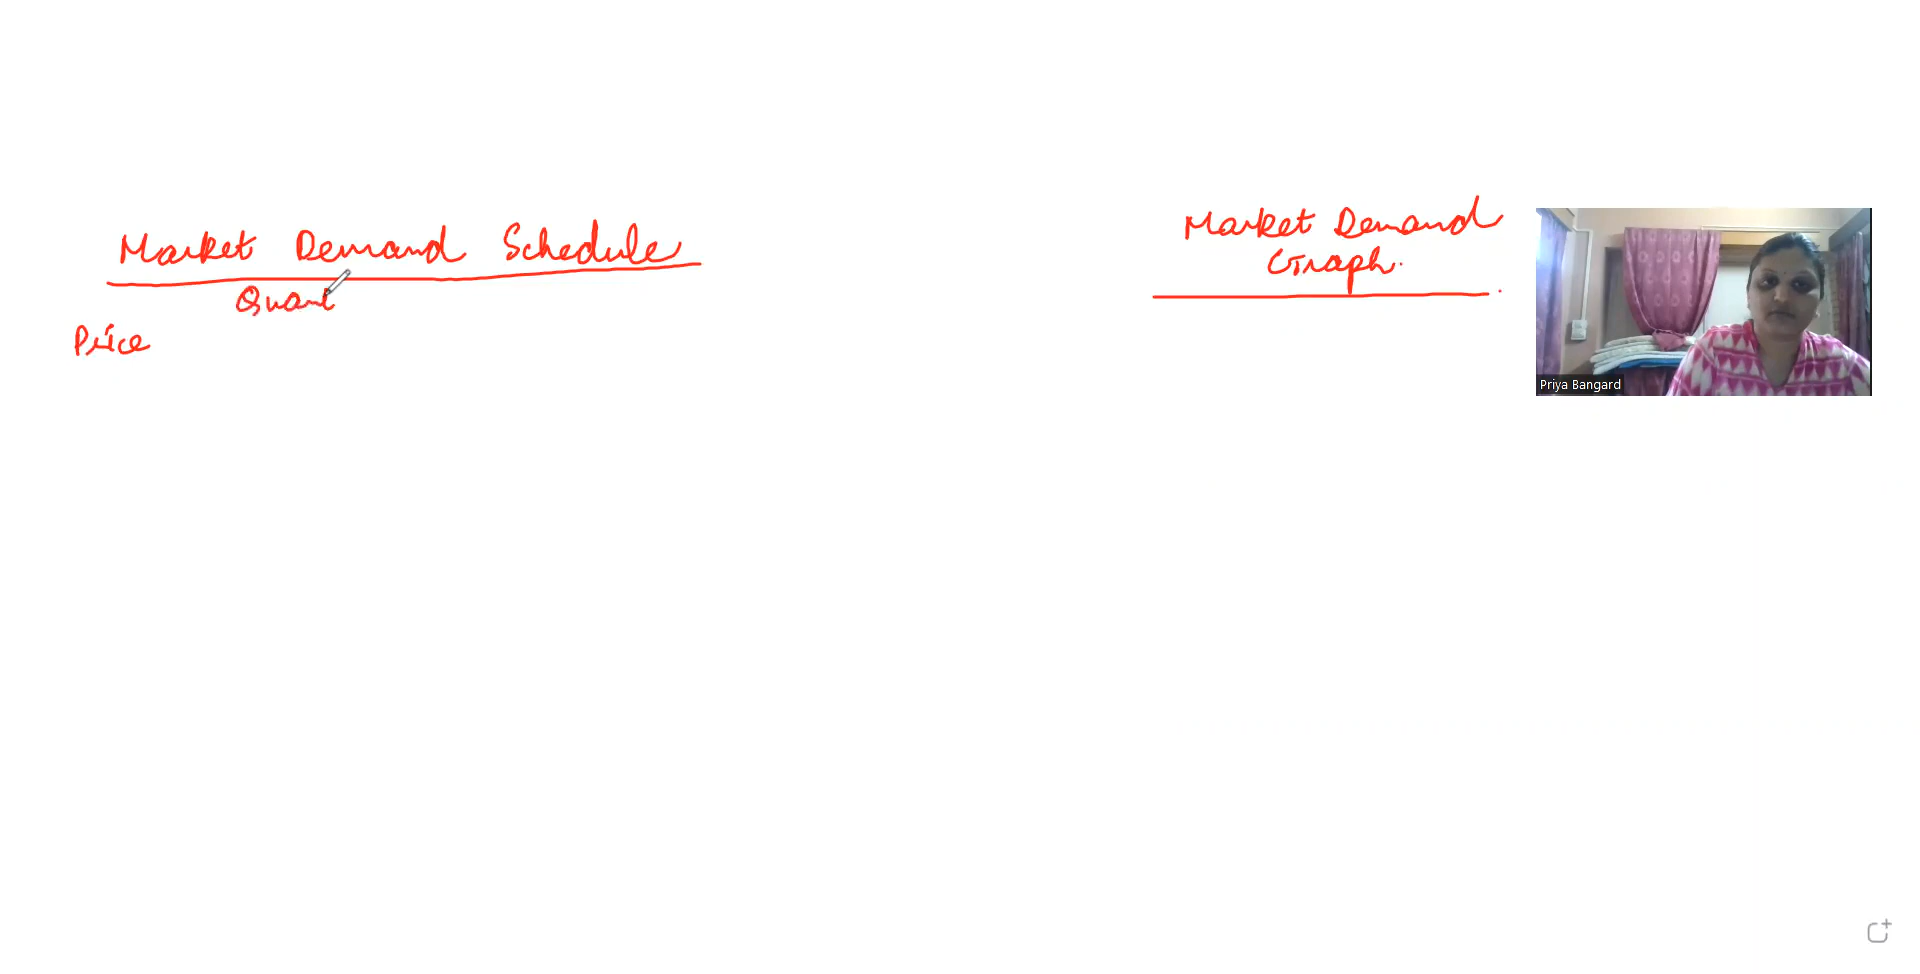 Market Demand Schedule
Quant
Price
Market Demand
Graph.
Priya Bangard